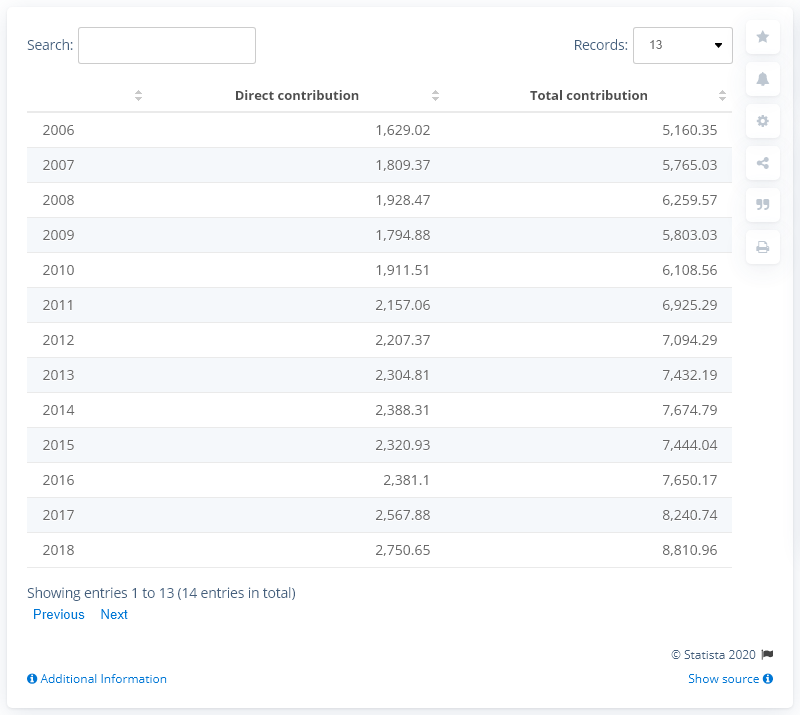 Search: Records: 13
Direct contribution Total contribution
2006 1,629.02 5,160.35
2007 1,809.37 5,765.03
2008 1,928.47 6,259.57
2009 1,794.88 5,803.03
2010 1,911.51 6,108.56
2011 2,157.06 6,925.29
2012 2,207.37 7,094.29
2013 2,304.81 7,432.19
2014 2,388.31 7,674.79
2015 2,320.93 7,444.04
2016 2,381.1 7,650.17
2017 2,567.88 8,240.74
2018 2,750.65 8,810.96
Showing entries 1 to 13 (14 entries in total)
Previous Next
© Statista 2020
Additional Information Show source